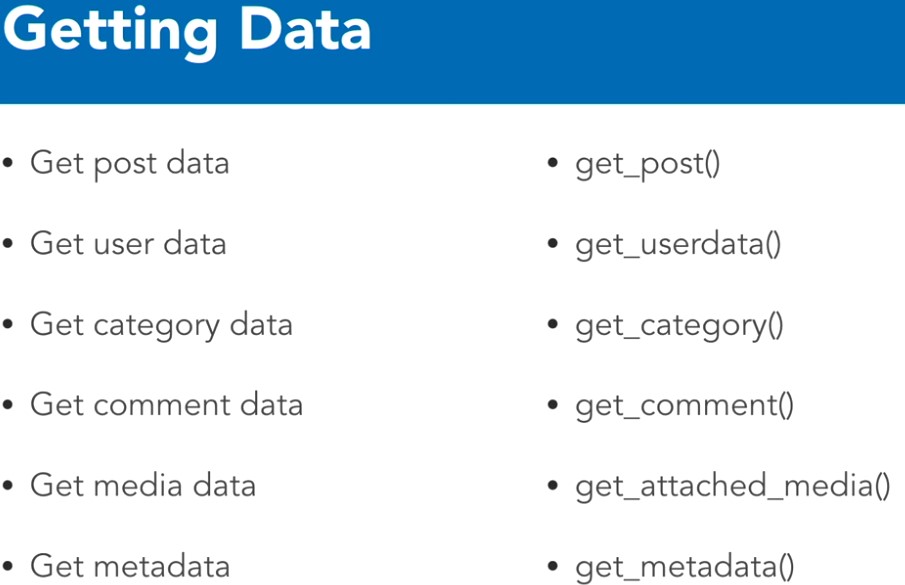 Getting Data
• Get post data
• get_post()
• Get user data
• get_userdata()
• Get category data
• get_category()
• Get comment data
• get_comment()
• Get media data
• get_attached_media()
• Get metadata
• get_metadata()